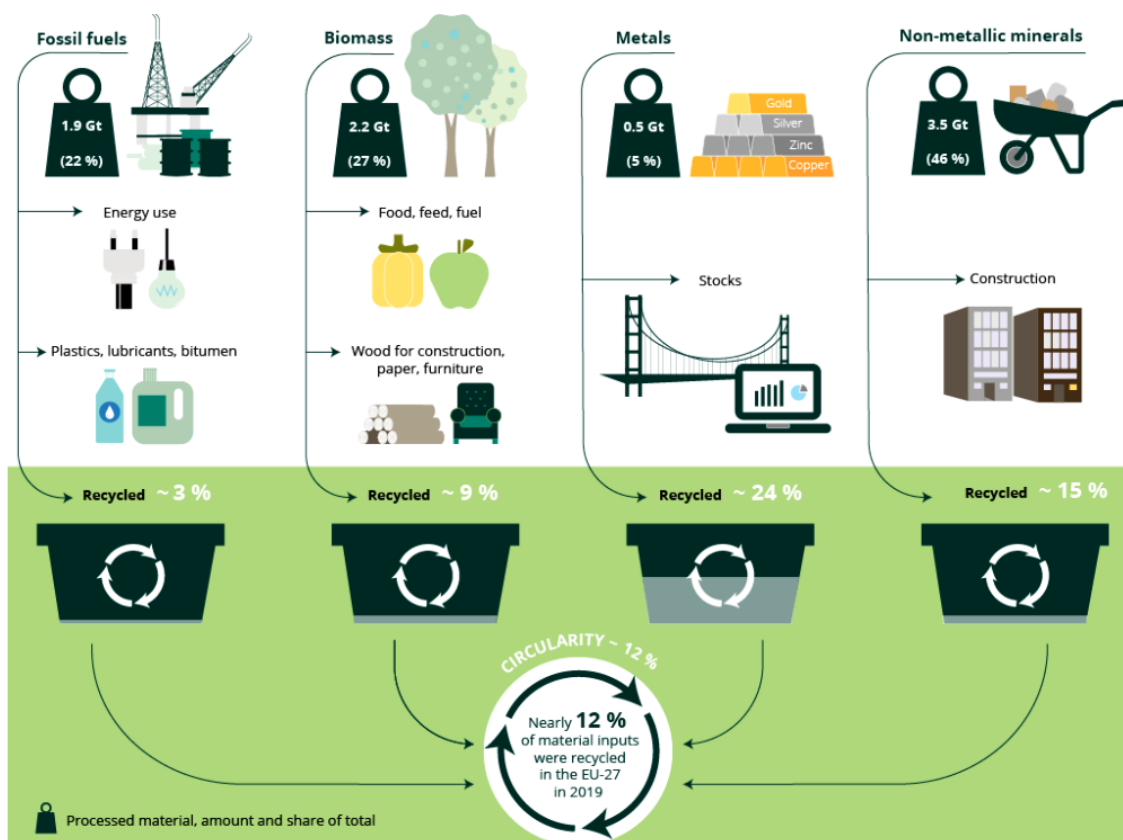 Fossil fuels
1.9 Gt
(22 %)
Energy use
Plastics, lubricants, bitumen
Recycled ~ 3 %
Biomass
2.2 Gt
(27 %)
Food, feed, fuel
Wood for construction,
paper, furniture
Recycled ~ 9 %
Metals
0.5 Gt
(5 %)
Gold
Silver
Zinc
Copper
Stocks
Recycled ~ 24 %
Non-metallic minerals
3.5 Gt
(46 %)
Construction
Recycled ~ 15 %
CIRCULARITY ~ 12 %
Nearly 12 %
of material inputs
were recycled
in the EU-27
in 2019
Processed material, amount and share of total